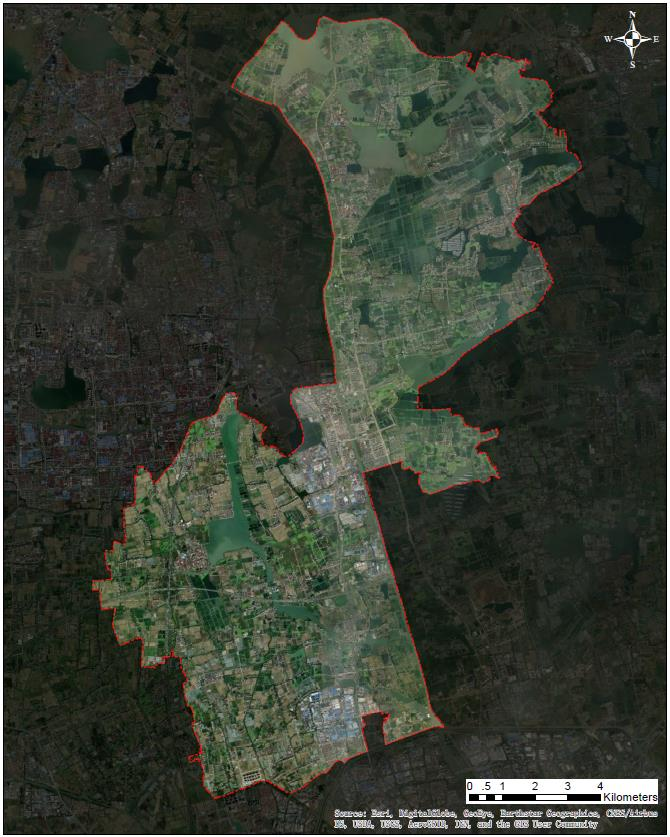 N
W E
S
0 .5 1 2 3 4
Kilometers
Source: Esri, DigitalGlobe, GeoEye, Earthstar Geographics, CNES/Airbus
DS, USDA, USGS, AeroGRID, IGN, and the GIS User Community